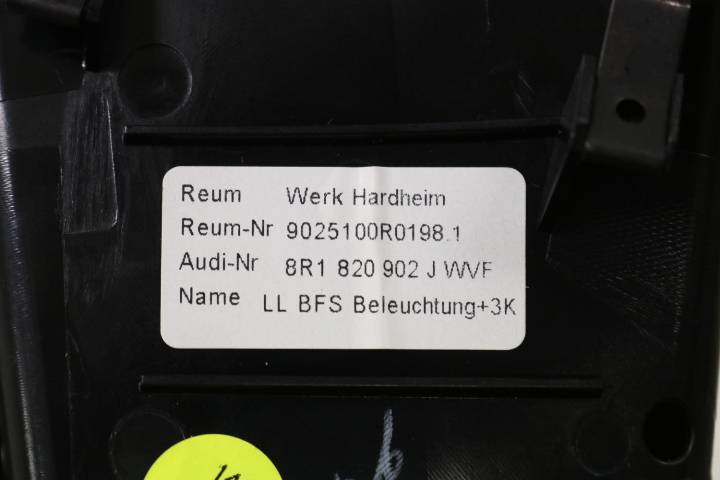 Reum Werk Hardheim
Reum-Nr 9025100R0198.1
Audi-Nr 8R1 820 902 J WVF
Name LL BFS Beleuchtung+3K